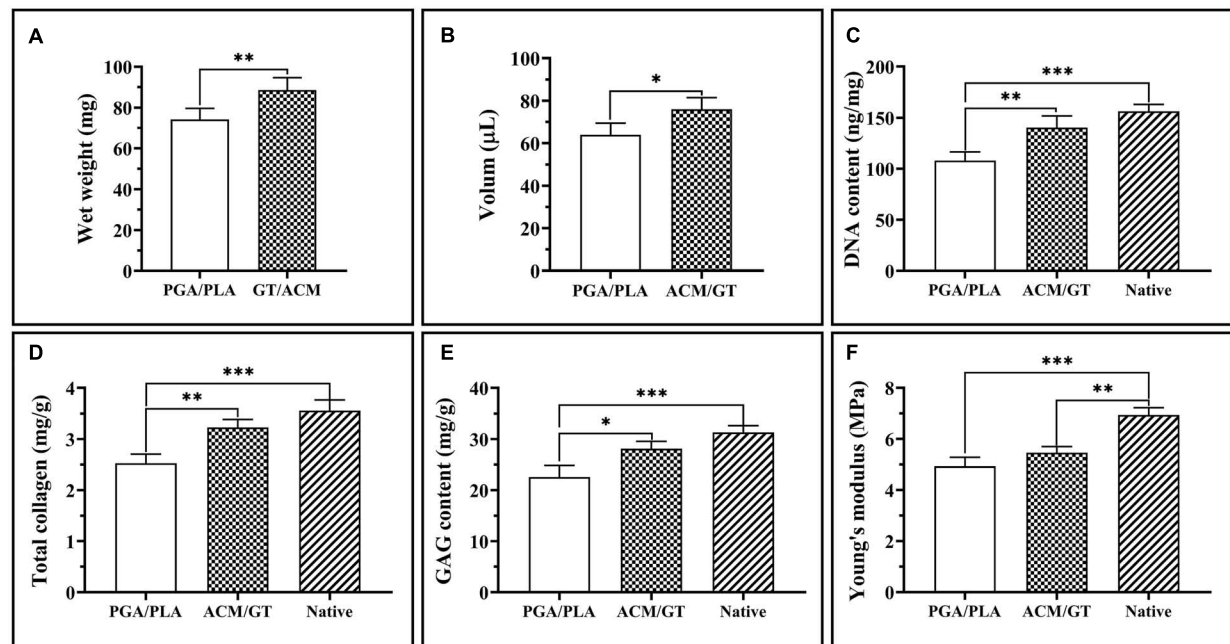 A
**
Wet weight (mg)
100
80
60
40
20
0
PGA/PLA GT/ACM
B
*
Volum (μL)
100
80
60
40
20
0
PGA/PLA ACM/GT
C
***
**
DNA content (ng/mg)
200
150
100
50
0
PGA/PLA ACM/GT Native
D
***
**
Total collagen (mg/g)
4
3
2
1
0
PGA/PLA ACM/GT Native
E
***
*
GAG content (mg/g)
40
30
20
10
0
PGA/PLA ACM/GT Native
F
***
**
Young's modulus (MPa)
8
6
4
2
0
PGA/PLA ACM/GT Native